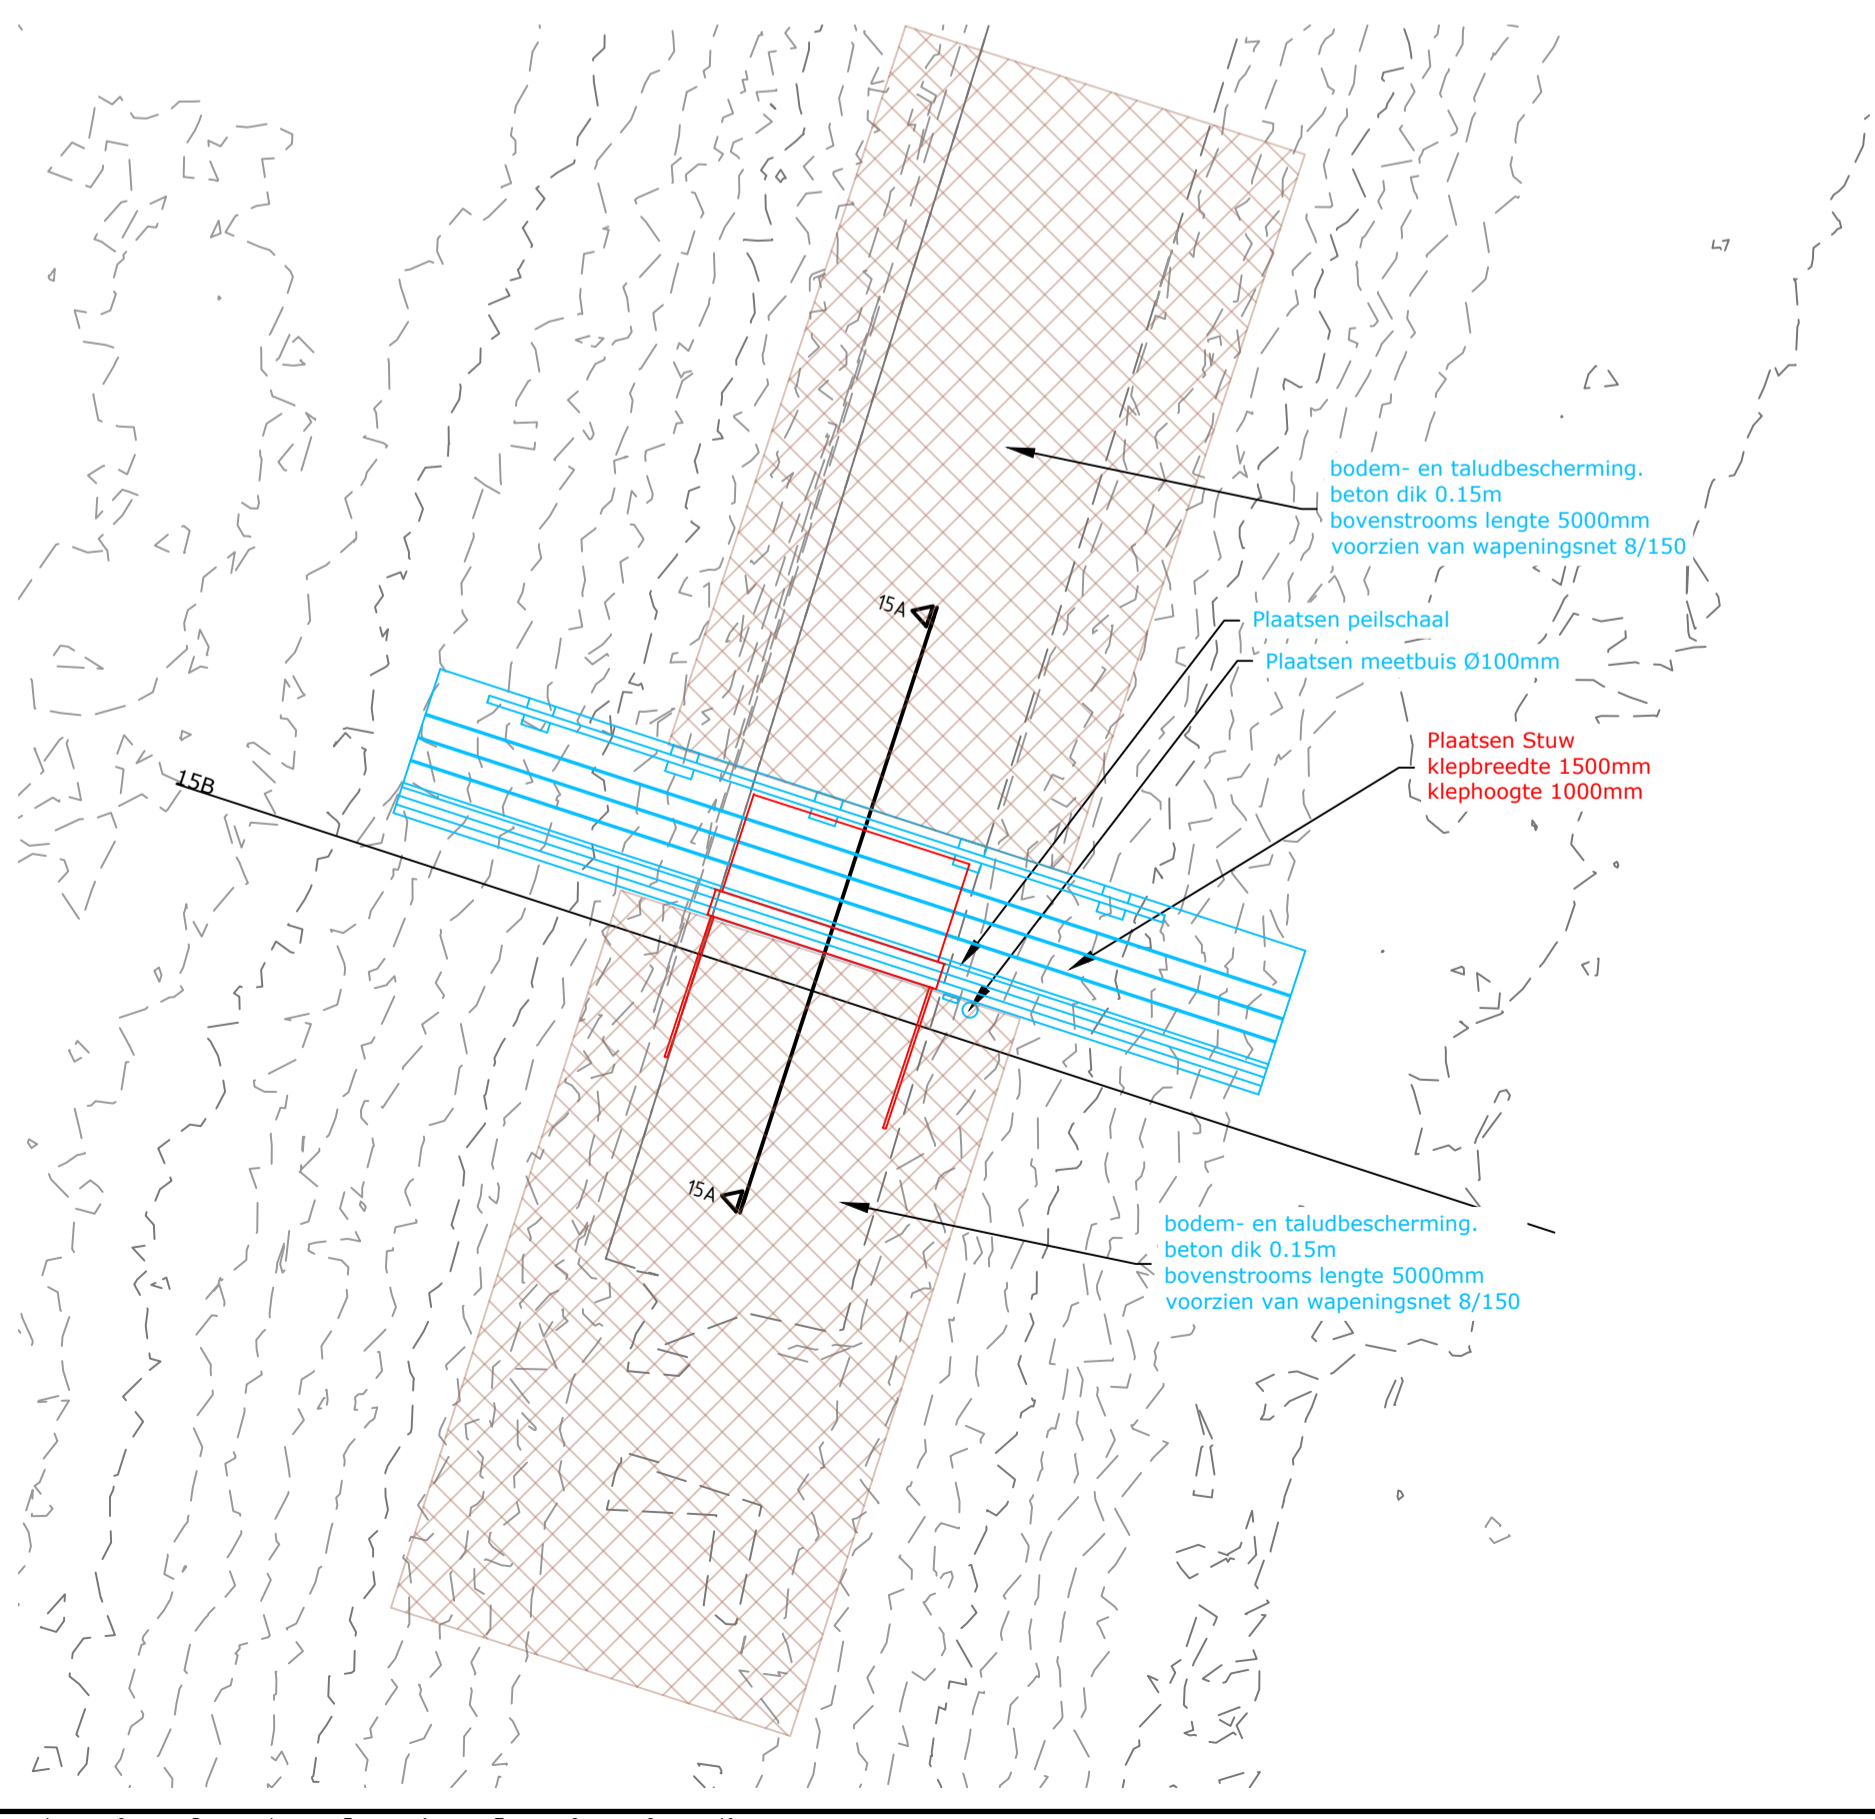 bodem- en taludbescherming.
beton dik 0.15m
bovenstrooms lengte 5000mm
voorzien van wapeningsnet 8/150
15A
Plaatsen peilschaal
Plaatsen meetbuis Ø100mm
Plaatsen Stuw
klepbreedte 1500mm
klephoogte 1000mm
15B
15A
bodem- en taludbescherming.
beton dik 0.15m
bovenstrooms lengte 5000mm
voorzien van wapeningsnet 8/150